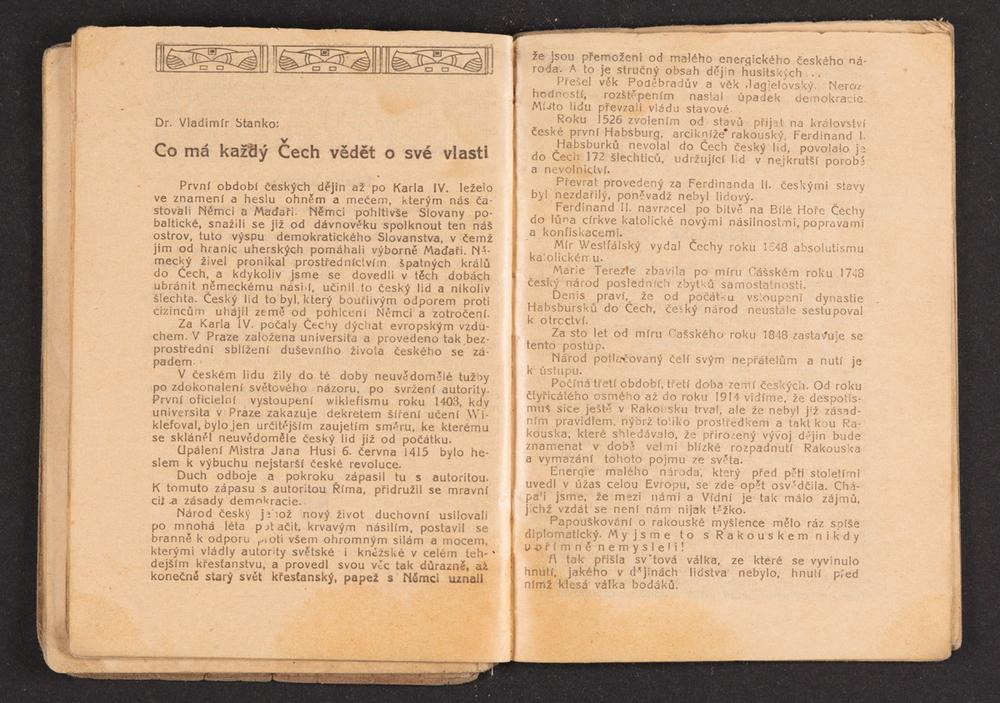 Dr. Vladimír Stanko:
Co má každý Čech vědět o své vlasti
První období českých dějin až po Karla IV. leželo
ve znamení a heslu ohněm a mečem, kterým nás ča-
stovali Němci a Maďaři. Němci pohltivše Slovany po-
baltické, snažili se již od dávnověku spolknout ten náš
ostrov, tuto výspu demokratického Slovanstva, v čemž
jim od hranic uherských pomáhali výborně Maďaři. Ně-
mecký živel pronikal prostřednictvím špatných králů
do Čech, a kdykoliv jsme se dovedli v těch dobách
ubránit německému násilí, učinil to český lid a nikoliv
šlechta. Český lid to byl, který bouřlivým odporem proti
cizincům uhájil země od pohlcení Němci a zotročení.
Za Karla IV. počaly Čechy dýchat evropským vzdu-
chem. V Praze založena universita a provedeno tak bez-
prostřední sblížení duševního života českého se zá-
padem.
V českém lidu žily do té doby neuvědomělé tužby
po zdokonalení světového názoru, po svržení autority.
První oficielní vystoupení wiklefismu roku 1403, kdy
universita v Praze zakazuje dekretem šíření učení Wi-
klefoval, bylo jen určitějším zaujetím směru, ke kterému
se skláněl neuvědoměle český lid již od počátku.
Upálení Mistra Jana Husi 6. června 1415 bylo he-
slem k výbuchu nejstarší české revoluce.
Duch odboje a pokroku zápasil tu s autoritou.
K tomuto zápasu s autoritou Říma, přidružil se mravní
cit a zásady demokracie.
Národ český jehož nový život duchovní usilovali
po mnohá léta potlačit, krvavým násilím, postavil se
branně k odporu proti všem ohromným silám a mocem,
kterými vládly autority světské i kněžské v celém teh-
dejším křesťanstvu, a provedl svou věc tak důrazně, až
konečně starý svět křesťanský, papež s Němci uznali
že jsou přemoženi od malého energického českého ná-
roda. A to je stručný obsah dějin husitských ...
Přešel věk Poděbradův a věk Jagielovský. Neroz-
hodností, rozštěpením nastal úpadek demokracie.
Místo lidu převzali vládu stavové.
Roku 1526 zvolením od stavů přijat na království
české první Habsburg, arcikníže rakouský, Ferdinand I.
Habsburků nevolal do Čech český lid, povolalo je
do Čech 172 šlechticů, udržující lid v nejkrutší porobě
a nevolnictví.
Převrat provedený za Ferdinanda II. českými stavy
byl nezdařilý, poněvadž nebyl lidový.
Ferdinand II. navracel po bitvě na Bílé Hoře Čechy
do lůna církve katolické novými násilnostmi, popravami
a konfiskacemi.
Mír Westfálský vydal Čechy roku 1648 absolutismu
katolickému.
Marie Terezie zbavila po míru Cášském roku 1748
český národ posledních zbytků samostatnosti.
Denis praví, že od počátku vstoupení dynastie
Habsbursků do Čech, český národ neustále sestupoval
k otroctví.
Za sto let od míru Cašského roku 1848 zastavuje se
tento postup.
Národ potlačovaný čelí svým nepřátelům a nutí je
k ústupu.
Počíná třetí období, třetí doba zemí českých. Od roku
čtyřicátého osmého až do roku 1914 vidíme, že despotis-
mus sice ještě v Rakousku trval, ale že nebyl již zásad-
ním pravidlem, nýbrž toliko prostředkem a taktikou Ra-
kouska, které shledávalo, že přirozený vývoj dějin bude
znamenat v době velmi blízké rozpadnutí Rakouska
a vymazání tohoto pojmu ze světa.
Energie malého národa, který před pěti stoletími
uvedl v úžas celou Evropu, se zde opět osvědčila. Chá-
pali jsme, že mezi námi a Vídní je tak málo zájmů,
jichž vzdát se není nám nijak těžko.
Papouškování o rakouské myšlence mělo ráz spíše
diplomatický. My jsme to s Rakouskem nikdy
upřímně nemysleli!
A tak přišla světová válka, ze které se vyvinulo
hnutí, jakého v dějinách lidstva nebylo, hnutí před
nímž klesá válka bodáků.